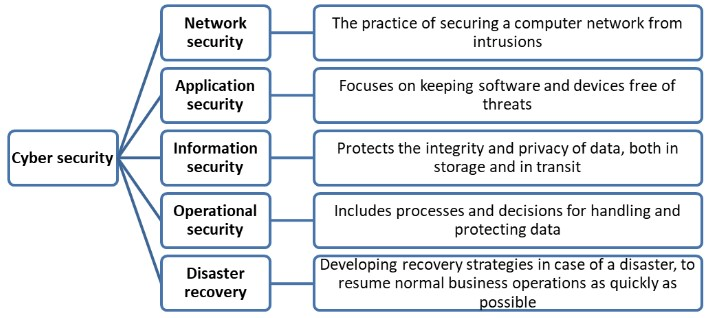 Cyber security
Network
security
The practice of securing a computer network from
intrusions
Application
security
Focuses on keeping software and devices free of
threats
Information
security
Protects the integrity and privacy of data, both in
storage and in transit
Operational
security
Includes processes and decisions for handling and
protecting data
Disaster
recovery
Developing recovery strategies in case of a disaster, to
resume normal business operations as quickly as
possible